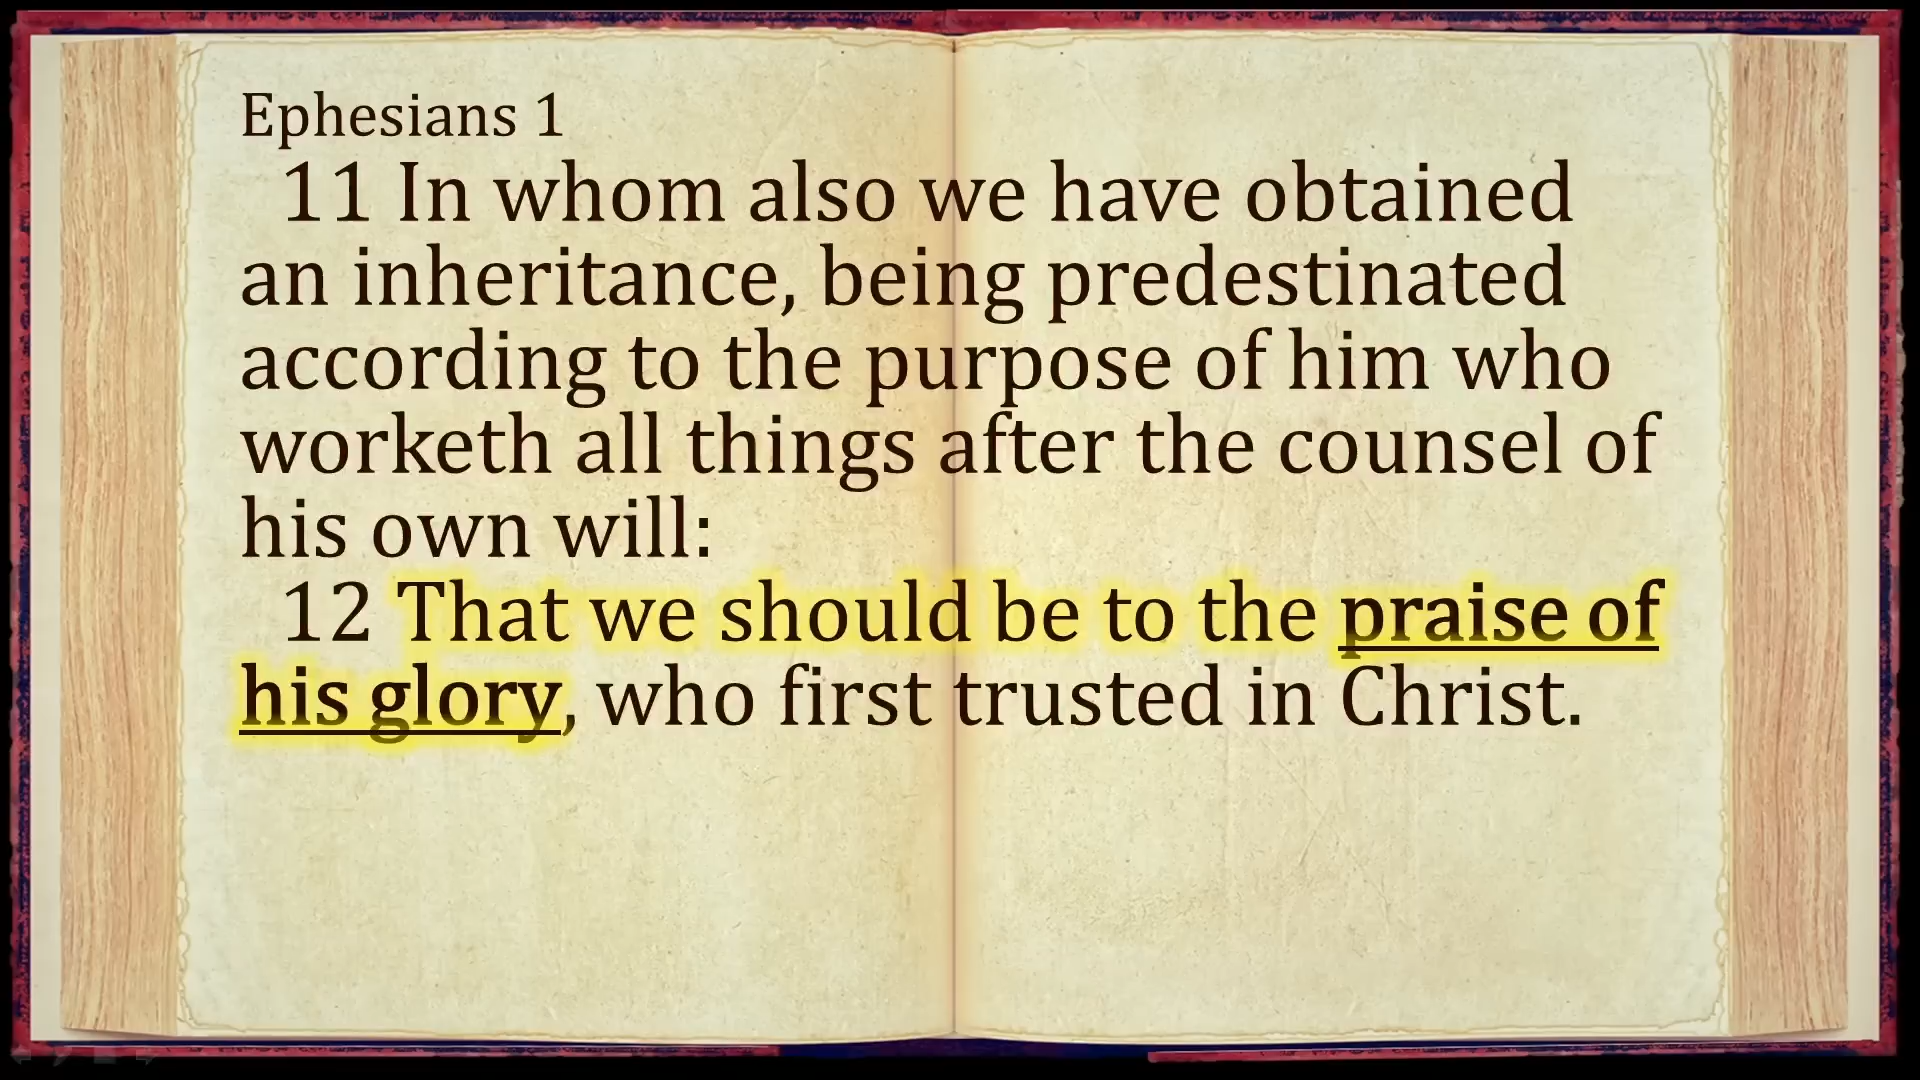 Ephesians 1
11 In whom also we have obtained
an inheritance, being predestinated
according to the purpose of him who
worketh all things after the counsel of
his own will:
12 That we should be to the praise of
his glory, who first trusted in Christ.